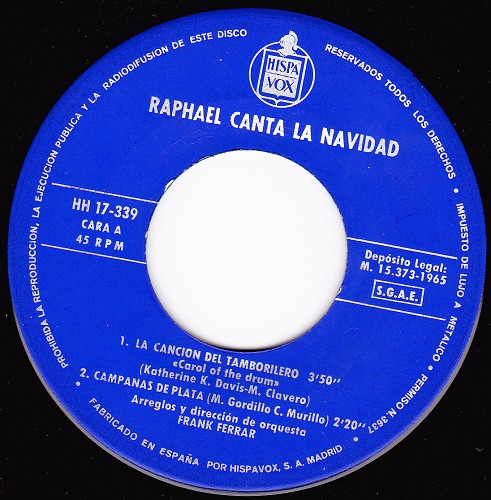 HISPA
VOX
RAPHAEL CANTA LA NAVIDAD
HH 17-339
CARA A
45 RPM
Depósito Legal:
M. 15.373-1965
S.G.A.E.
1. LA CANCION DEL TAMBORILERO 3'50''
«Carol of the drum»
(Katherine K. Davis-M. Clavero)
2. CAMPANAS DE PLATA (M. Gordillo C. Murillo) 2'20''
Arreglos y dirección de orquesta
FRANK FERRAR
PROHIBIDA LA REPRODUCCION, LA EJECUCION PUBLICA Y LA RADIODIFUSION DE ESTE DISCO
RESERVADOS TODOS LOS DERECHOS • IMPUESTO DE LUJO A METALICO • PERMISO N. 3637
FABRICADO EN ESPAÑA POR HISPAVOX, S. A. MADRID